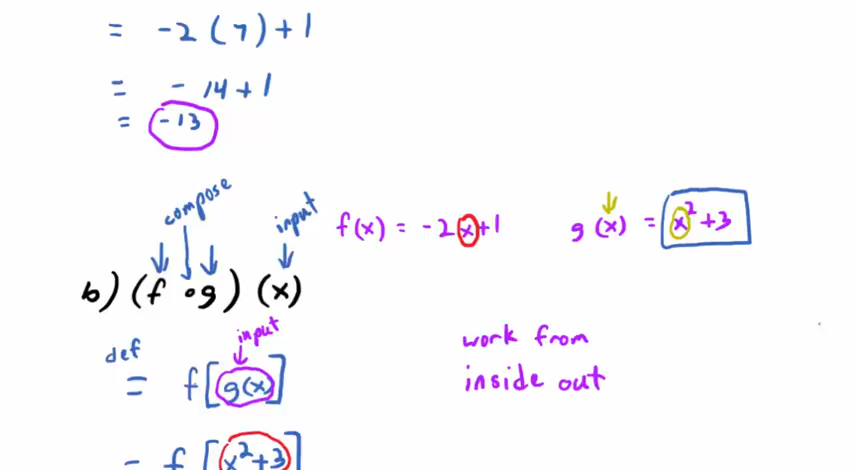 = -2(7)+1
= -14+1
= -13
compose
input
f(x) = -2x+1
g(x) = x²+3
b) (f∘g)(x)
input
def
= f[g(x)]
work from
inside out
= f[x²+3]